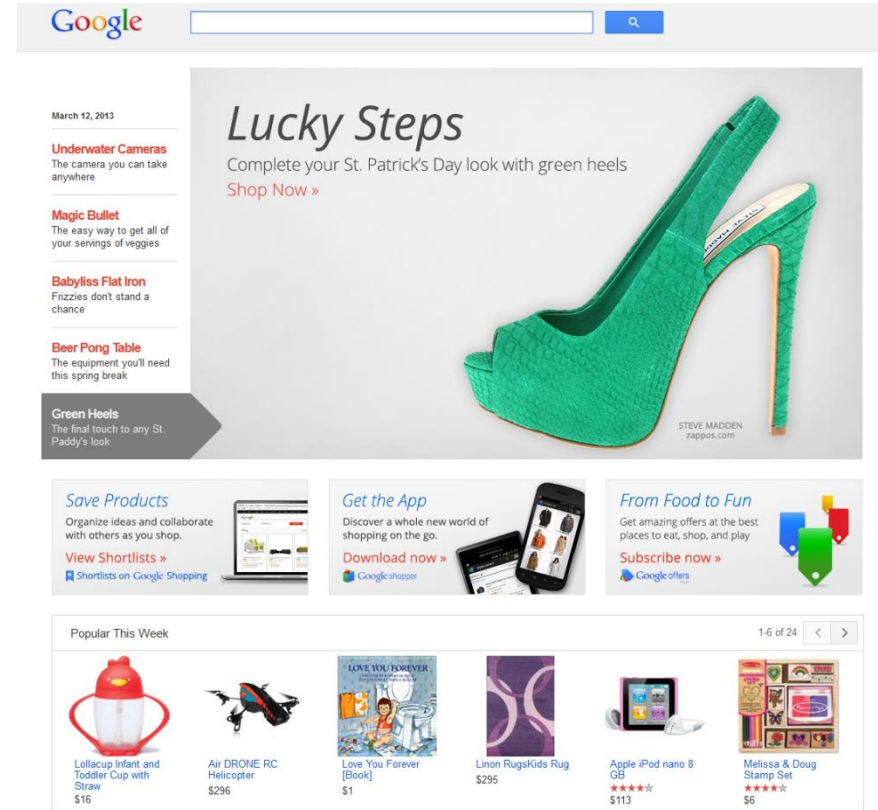 Google
March 12, 2013
Underwater Cameras
The camera you can take
anywhere
Magic Bullet
The easy way to get all of
your servings of veggies
Babyliss Flat Iron
Frizzies don't stand a
chance
Beer Pong Table
The equipment you'll need
this spring break
Green Heels
The final touch to any St.
Paddy's look
Lucky Steps
Complete your St. Patrick's Day look with green heels
Shop Now »
STEVE MADDEN
zappos.com
Save Products
Organize ideas and collaborate
with others as you shop.
View Shortlists »
Shortlists on Google Shopping
Get the App
Discover a whole new world of
shopping on the go.
Download now »
Google shopper
From Food to Fun
Get amazing offers at the best
places to eat, shop, and play
Subscribe now »
Google offers
Popular This Week
1-6 of 24
LOVE YOU FOREVER
Lollacup Infant and
Toddler Cup with
Straw
$16
Air DRONE RC
Helicopter
$296
Love You Forever
[Book]
$1
Linon RugsKids Rug
$295
Apple iPod nano 8
GB
$113
Melissa & Doug
Stamp Set
$6